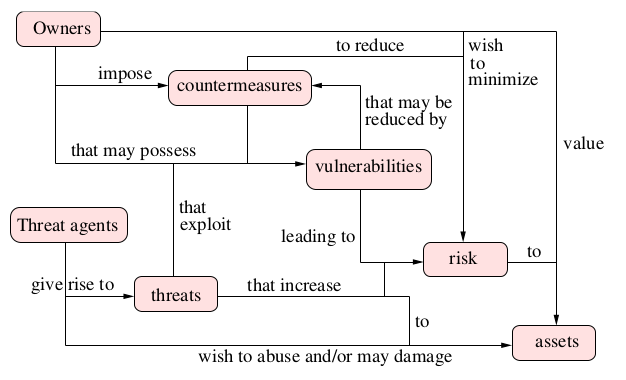 Owners
to reduce
wish
to
minimize
impose
countermeasures
that may be
reduced by
that may possess
value
vulnerabilities
that
exploit
Threat agents
leading to
risk
to
give rise to
threats
that increase
to
assets
wish to abuse and/or may damage